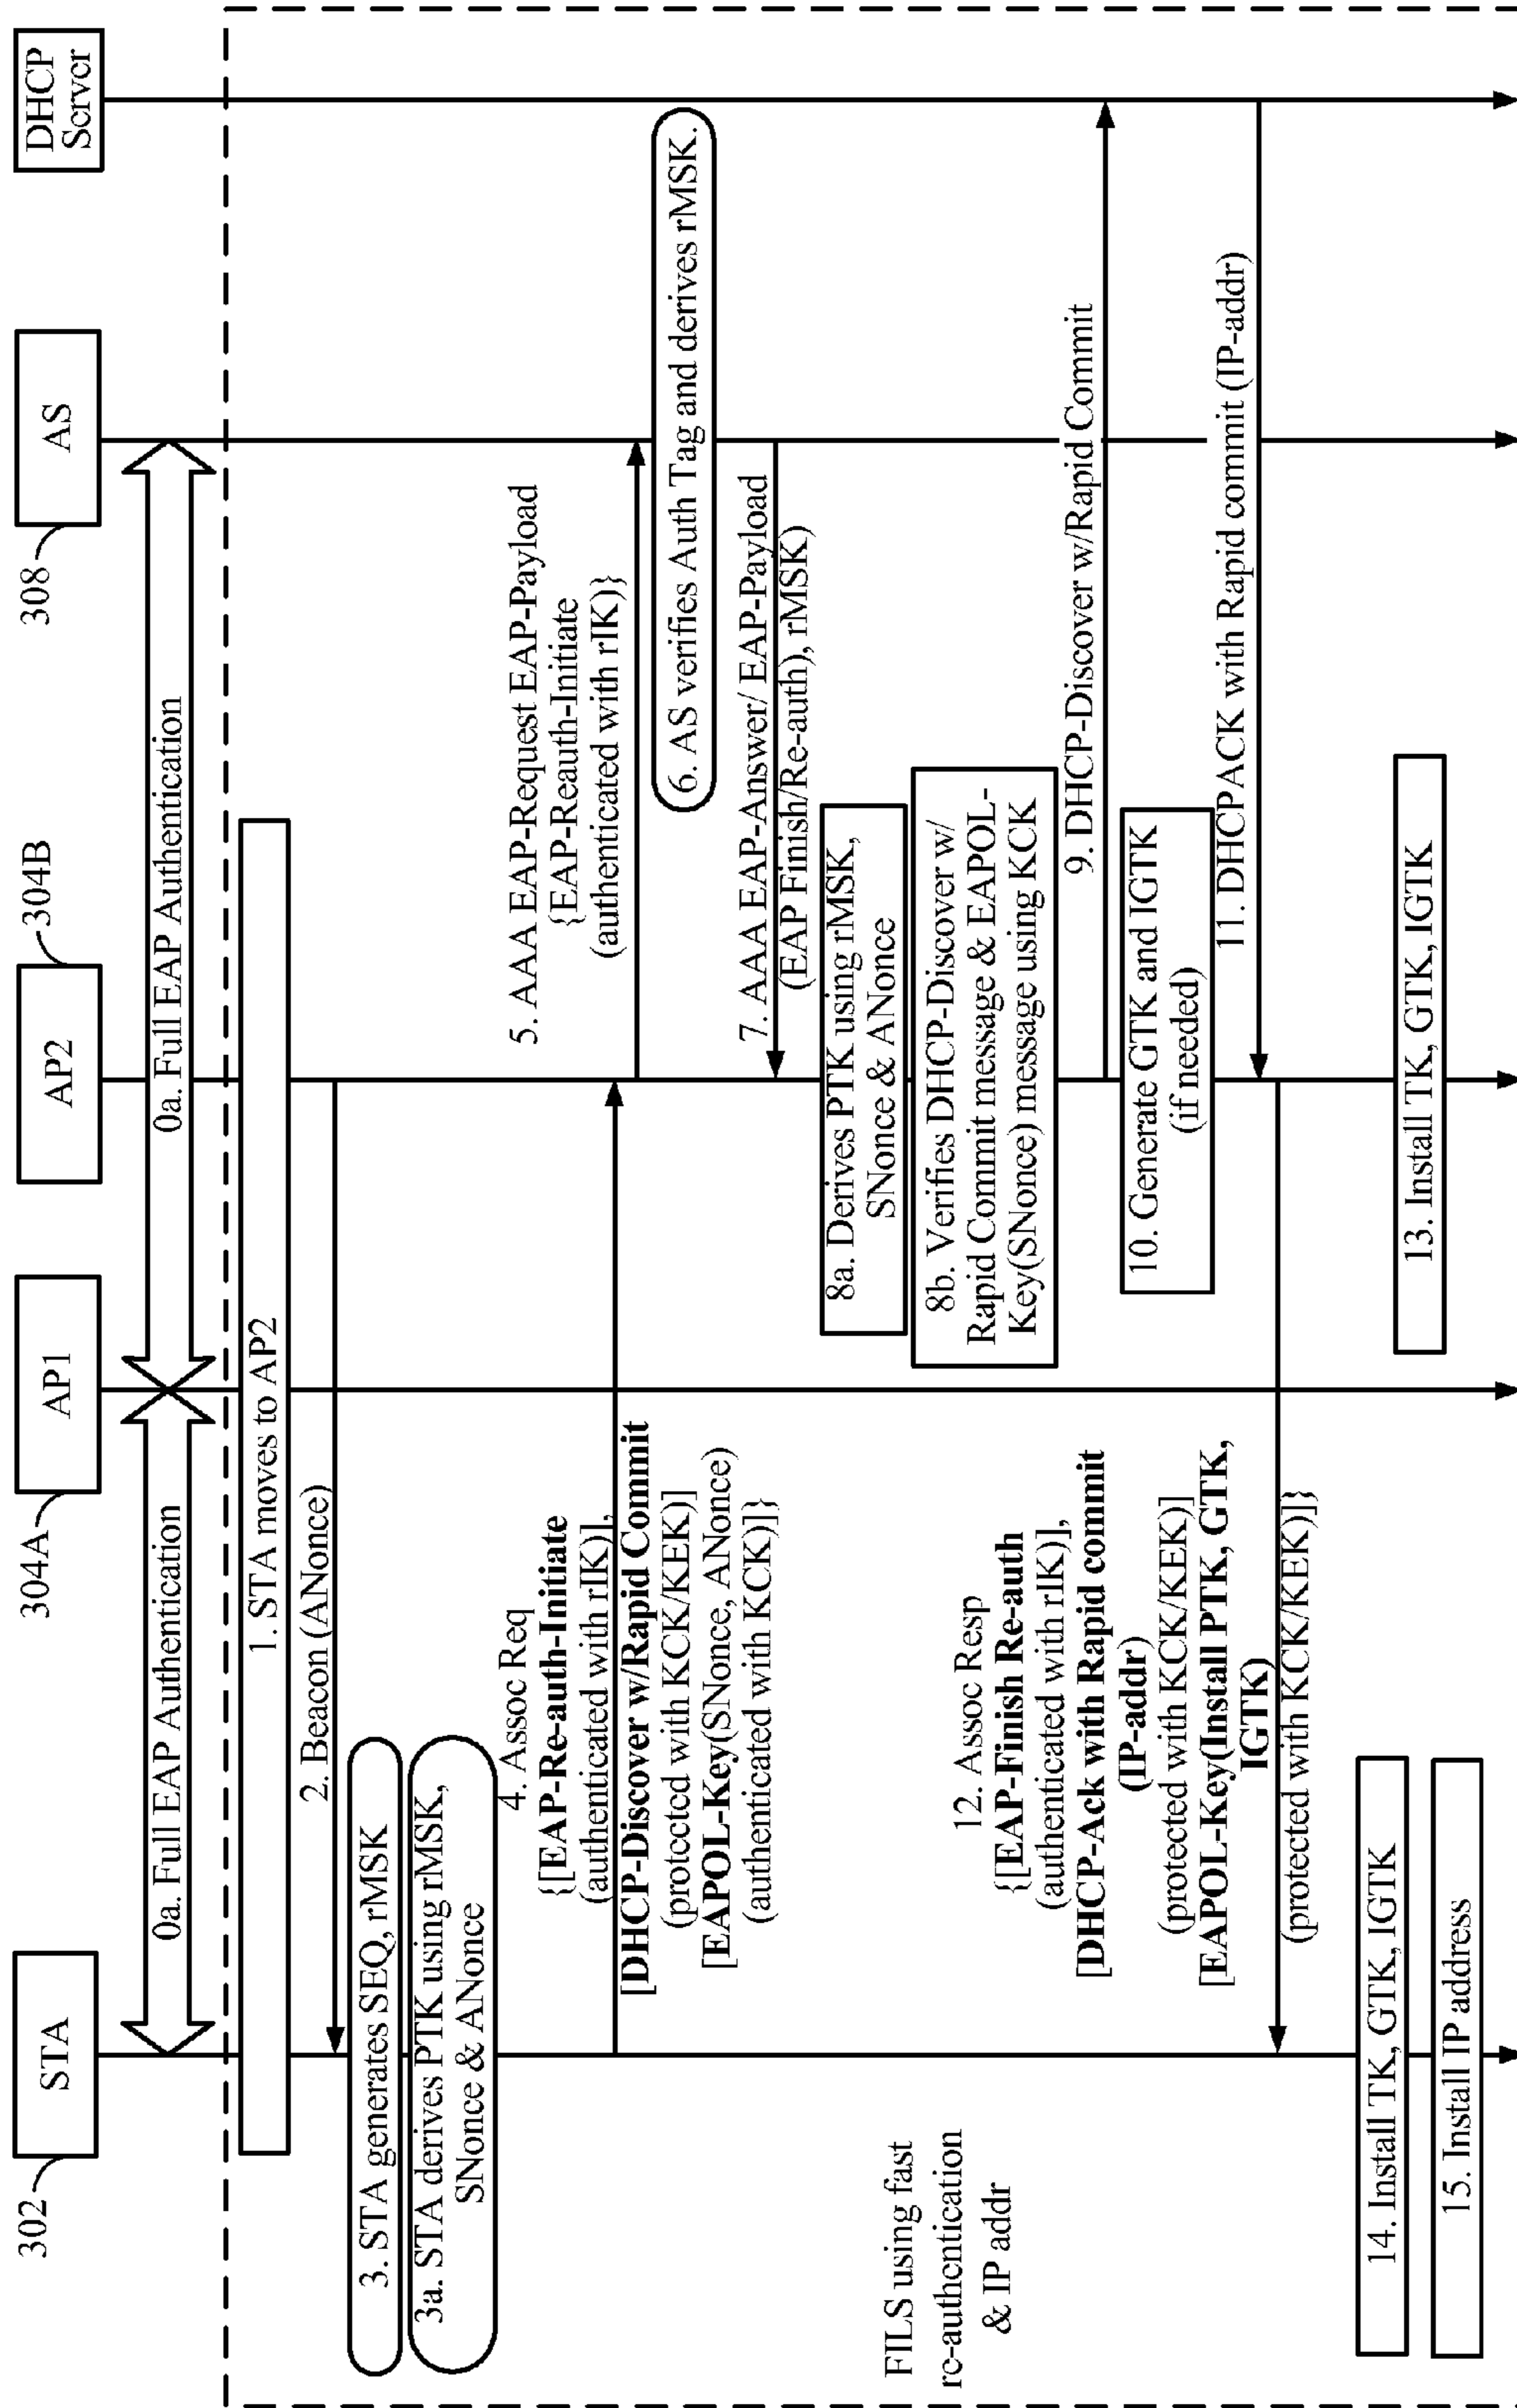 302
STA
304A
AP1
AP2
304B
308
AS
DHCP
Server
0a. Full EAP Authentication
0a. Full EAP Authentication
1. STA moves to AP2
2. Beacon (ANonce)
3. STA generates SEQ, rMSK
3a. STA derives PTK using rMSK,
SNonce & ANonce
4. Assoc Req
{[EAP-Re-auth-Initiate
(authenticated with rIK)],
[DHCP-Discover w/Rapid Commit
(protected with KCK/KEK)]
[EAPOL-Key(SNonce, ANonce)
(authenticated with KCK)]}
5. AAA EAP-Request EAP-Payload
{EAP-Reauth-Initiate
(authenticated with rIK)}
6. AS verifies Auth Tag and derives rMSK.
7. AAA EAP-Answer/ EAP-Payload
(EAP Finish/Re-auth), rMSK)
8a. Derives PTK using rMSK,
SNonce & ANonce
8b. Verifies DHCP-Discover w/
Rapid Commit message & EAPOL-
Key(SNonce) message using KCK
9. DHCP-Discover w/Rapid Commit
10. Generate GTK and IGTK
(if needed)
11. DHCPACK with Rapid commit (IP-addr)
12. Assoc Resp
{[EAP-Finish Re-auth
(authenticated with rIK)],
[DHCP-Ack with Rapid commit
(IP-addr)
(protected with KCK/KEK)]
[EAPOL-Key(Install PTK, GTK,
IGTK)
(protected with KCK/KEK)]}
FILS using fast
re-authentication
& IP addr
13. Install TK, GTK, IGTK
14. Install TK, GTK, IGTK
15. Install IP address